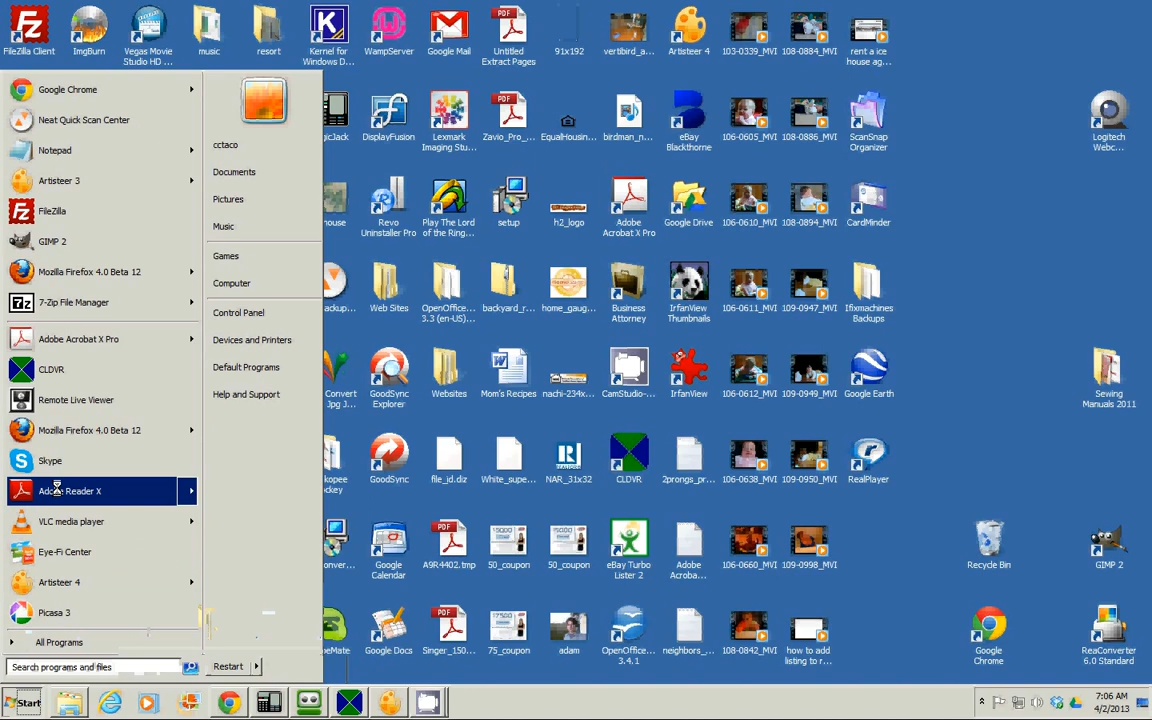 FileZilla Client
ImgBurn
Vegas Movie
Studio HD ...
music
resort
Kernel for
Windows D...
WampServer
Google Mail
Untitled
Extract Pages
91x192
vertibird_a...
Artisteer 4
103-0339_MVI
108-0884_MVI
rent a ice
house ag...
Google Chrome
Neat Quick Scan Center
Notepad
Artisteer 3
FileZilla
GIMP 2
Mozilla Firefox 4.0 Beta 12
7-Zip File Manager
Adobe Acrobat X Pro
CLDVR
Remote Live Viewer
Mozilla Firefox 4.0 Beta 12
Skype
Adobe Reader X
VLC media player
Eye-Fi Center
Artisteer 4
Picasa 3
All Programs
Search programs and files
cctaco
Documents
Pictures
Music
Games
Computer
Control Panel
Devices and Printers
Default Programs
Help and Support
Restart
gicJack
DisplayFusion
Lexmark
Imaging Stu...
Zavio_Pro_...
EqualHousin...
birdman_n...
eBay
Blackthorne
106-0605_MVI
108-0886_MVI
ScanSnap
Organizer
Logitech
Webc...
house
Revo
Uninstaller Pro
Play The Lord
of the Ring...
setup
h2_logo
Adobe
Acrobat X Pro
Google Drive
106-0610_MVI
108-0894_MVI
CardMinder
ackup...
Web Sites
OpenOffice...
3.3 (en-US)...
backyard_r...
home_gaug...
Business
Attorney
IrfanView
Thumbnails
106-0611_MVI
109-0947_MVI
Ifixmachines
Backups
Convert
Jpg J...
GoodSync
Explorer
Websites
Mom's Recipes
nachi-234x...
CamStudio-...
IrfanView
106-0612_MVI
109-0949_MVI
Google Earth
Sewing
Manuals 2011
kopee
ockey
GoodSync
file_id.diz
White_supe...
NAR_31x32
CLDVR
2prongs_pr...
106-0638_MVI
109-0950_MVI
RealPlayer
onver...
Google
Calendar
A9R4402.tmp
50_coupon
50_coupon
eBay Turbo
Lister 2
Adobe
Acroba...
106-0660_MVI
109-0998_MVI
Recycle Bin
GIMP 2
eMate
Google Docs
Singer_150...
75_coupon
adam
OpenOffice...
3.4.1
neighbors_...
108-0842_MVI
how to add
listing to r...
Google
Chrome
ReaConverter
6.0 Standard
Start
7:06 AM
4/2/2013